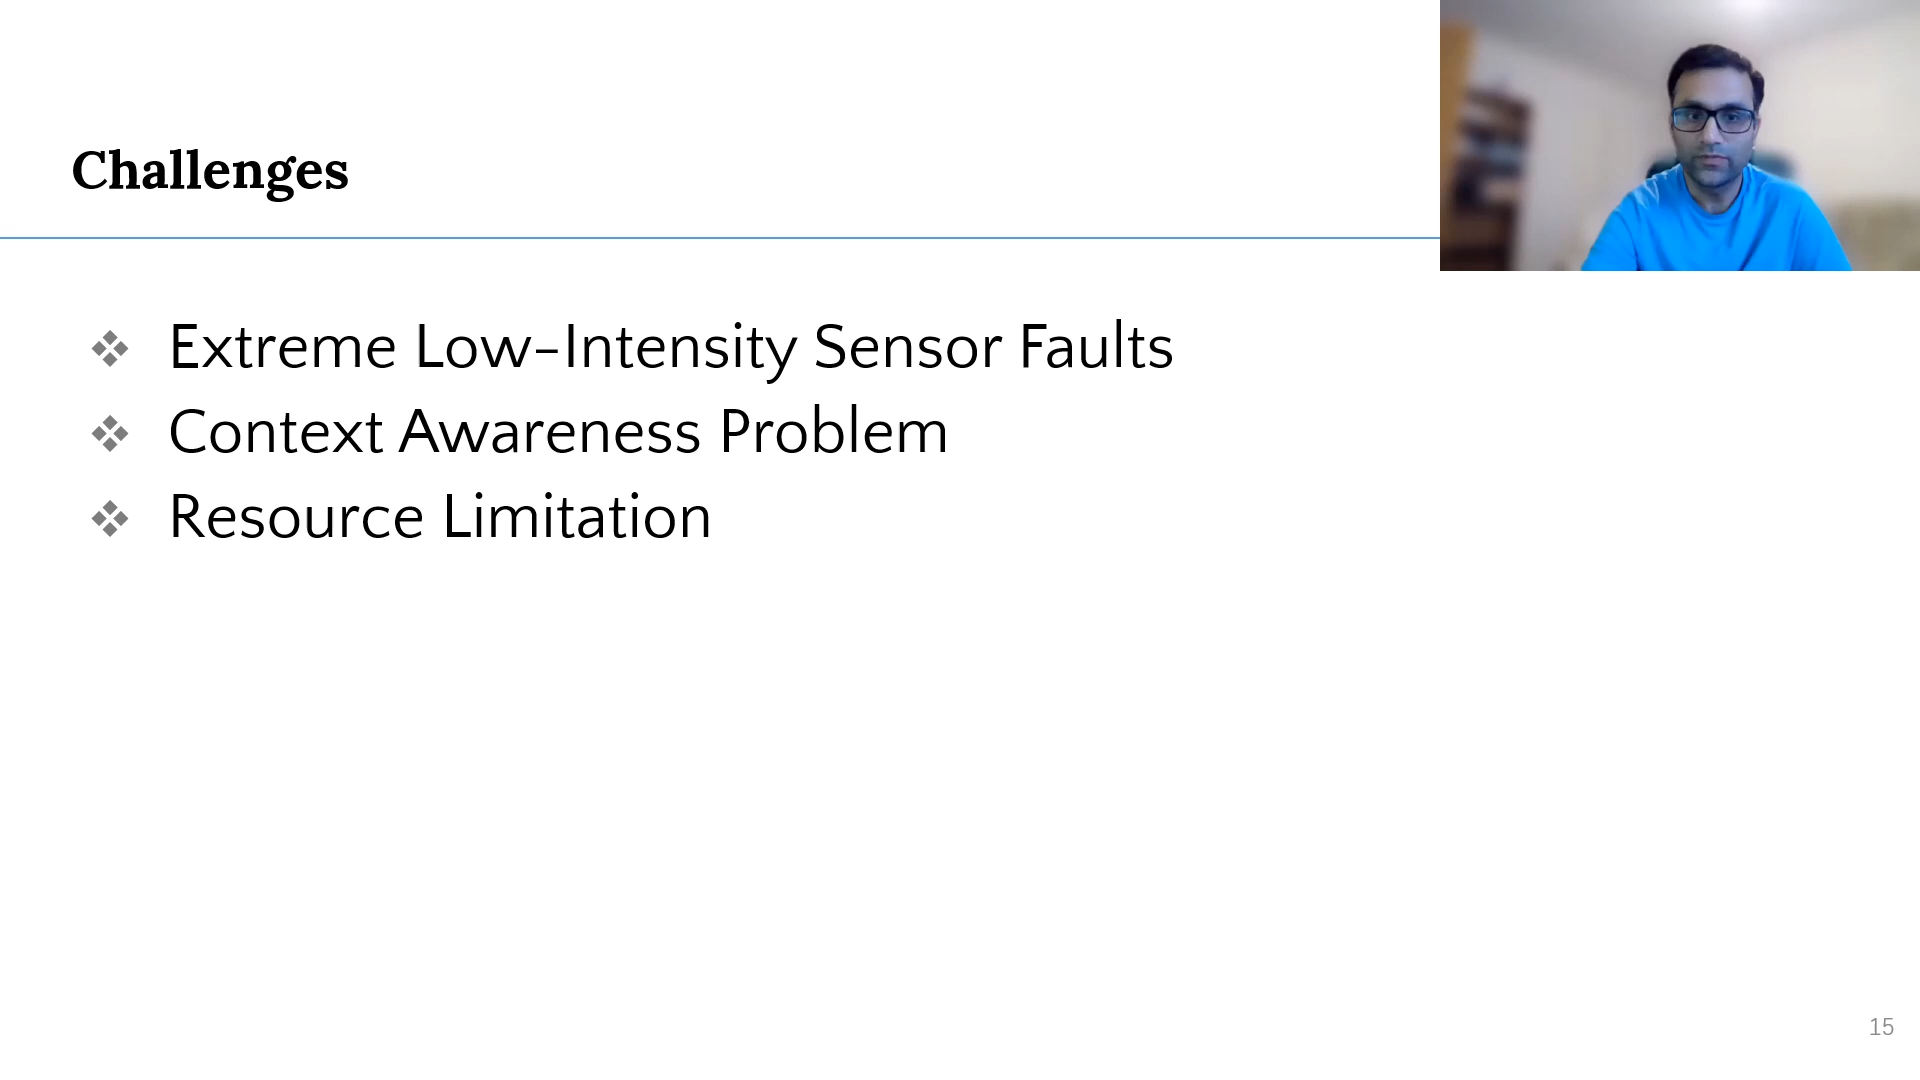 Challenges
Extreme Low-Intensity Sensor Faults
Context Awareness Problem
Resource Limitation
15